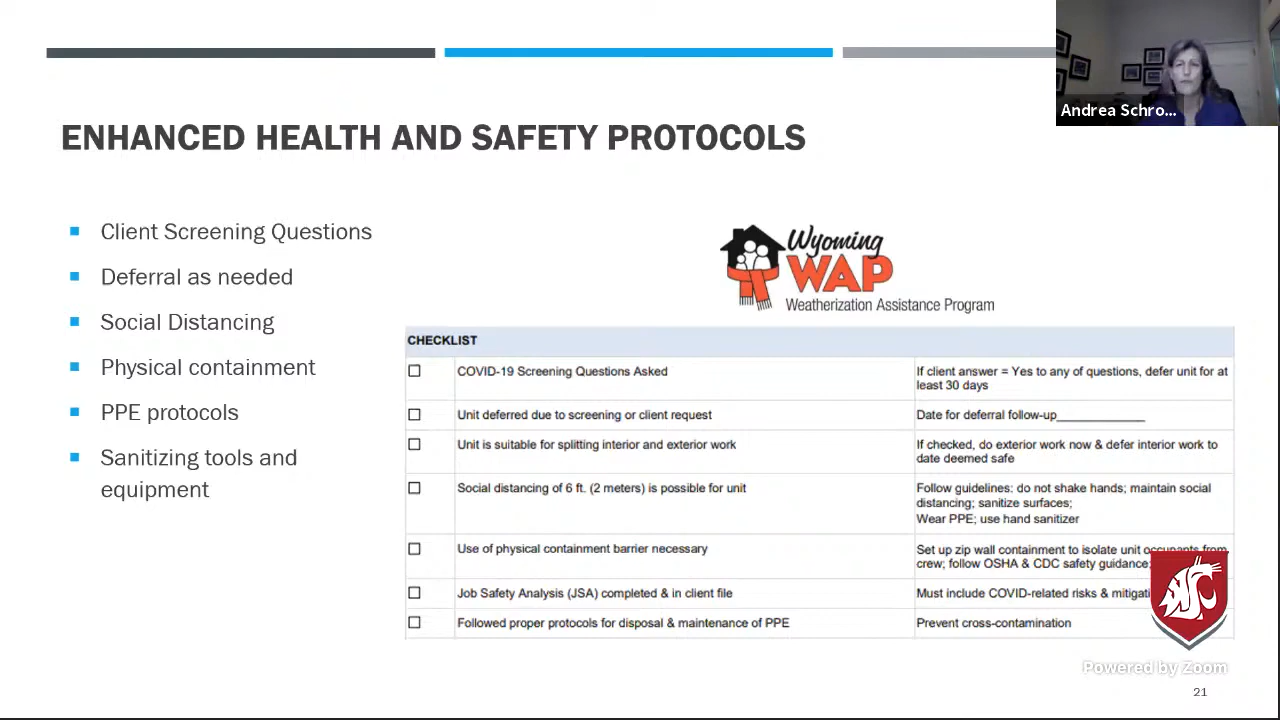 Andrea Schro...
ENHANCED HEALTH AND SAFETY PROTOCOLS
Client Screening Questions
Deferral as needed
Social Distancing
Physical containment
PPE protocols
Sanitizing tools and
equipment
Wyoming
WAP
Weatherization Assistance Program
CHECKLIST
COVID-19 Screening Questions Asked
If client answer = Yes to any of questions, defer unit for at
least 30 days
Unit deferred due to screening or client request
Date for deferral follow-up______________
Unit is suitable for splitting interior and exterior work
If checked, do exterior work now & defer interior work to
date deemed safe
Social distancing of 6 ft. (2 meters) is possible for unit
Follow guidelines: do not shake hands; maintain social
distancing; sanitize surfaces;
Wear PPE; use hand sanitizer
Use of physical containment barrier necessary
Set up zip wall containment to isolate unit occupants from
crew; follow OSHA & CDC safety guidance;
Job Safety Analysis (JSA) completed & in client file
Must include COVID-related risks & mitigati
Followed proper protocols for disposal & maintenance of PPE
Prevent cross-contamination
Powered by Zoom
21